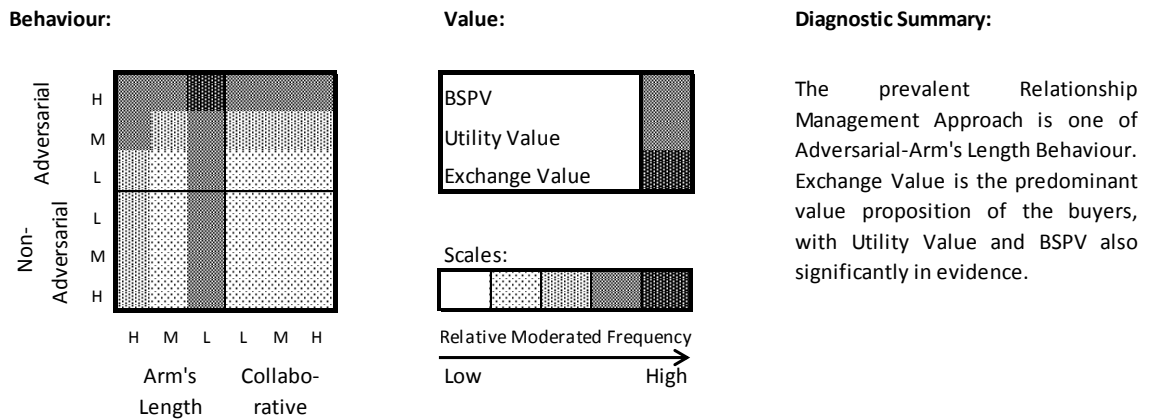 Behaviour:
Value:
Diagnostic Summary:
Adversarial
Non-
Adversarial
H
M
L
L
M
H
H M L L M H
Arm's
Length
Collabo-
rative
BSPV
Utility Value
Exchange Value
Scales:
Relative Moderated Frequency
Low High
The prevalent Relationship
Management Approach is one of
Adversarial-Arm's Length Behaviour.
Exchange Value is the predominant
value proposition of the buyers,
with Utility Value and BSPV also
significantly in evidence.